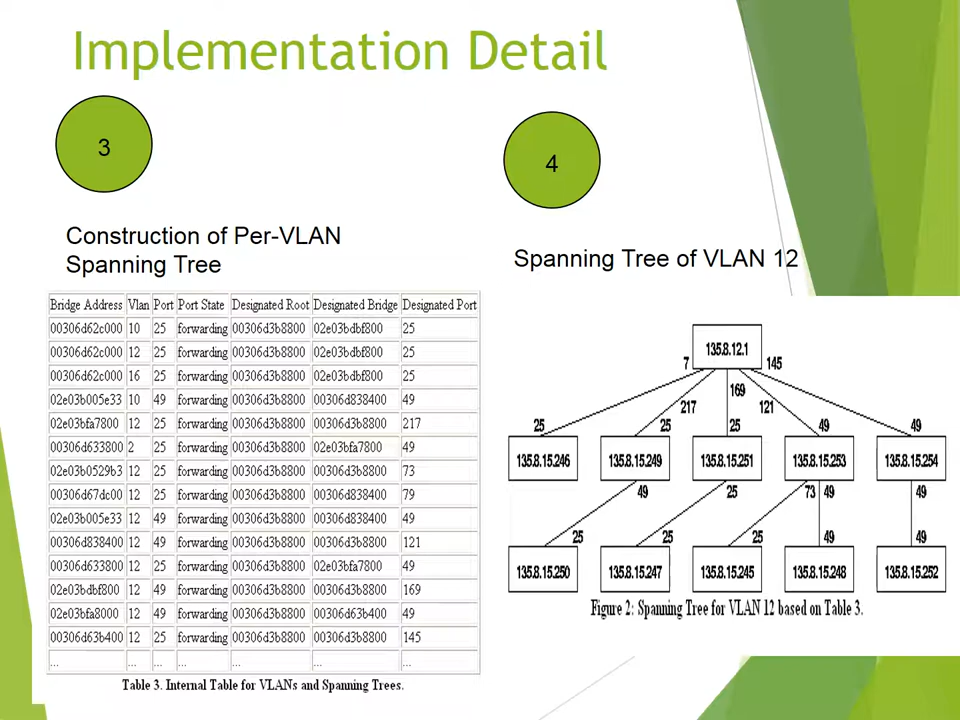 Implementation Detail
3
4
Construction of Per-VLAN
Spanning Tree
Spanning Tree of VLAN 12
Bridge Address Vlan Port Port State Designated Root Designated Bridge Designated Port
00306d62c000 10 25 forwarding 00306d3b8800 02e03bdbf800 25
00306d62c000 12 25 forwarding 00306d3b8800 02e03bdbf800 25
00306d62c000 16 25 forwarding 00306d3b8800 02e03bdbf800 25
02e03b005e33 10 49 forwarding 00306d3b8800 00306d838400 49
02e03bfa7800 12 25 forwarding 00306d3b8800 00306d3b8800 217
00306d633800 2 25 forwarding 00306d3b8800 02e03bfa7800 49
02e03b0529b3 12 25 forwarding 00306d3b8800 00306d3b8800 73
00306d67dc00 12 25 forwarding 00306d3b8800 00306d838400 79
02e03b005e33 12 49 forwarding 00306d3b8800 00306d838400 49
00306d838400 12 49 forwarding 00306d3b8800 00306d3b8800 121
00306d633800 12 25 forwarding 00306d3b8800 02e03bfa7800 49
02e03bdbf800 12 49 forwarding 00306d3b8800 00306d3b8800 169
02e03bfa8000 12 49 forwarding 00306d3b8800 00306d63b400 49
00306d63b400 12 25 forwarding 00306d3b8800 00306d3b8800 145
... ... ... ... ... ... ...
Table 3. Internal Table for VLANs and Spanning Trees.
135.8.12.1
7 145
169
217 121
25 25 25 49 49
135.8.15.246 135.8.15.249 135.8.15.251 135.8.15.253 135.8.15.254
49 25 73 49 49
25 25 25 49 49
135.8.15.250 135.8.15.247 135.8.15.245 135.8.15.248 135.8.15.252
Figure 2: Spanning Tree for VLAN 12 based on Table 3.